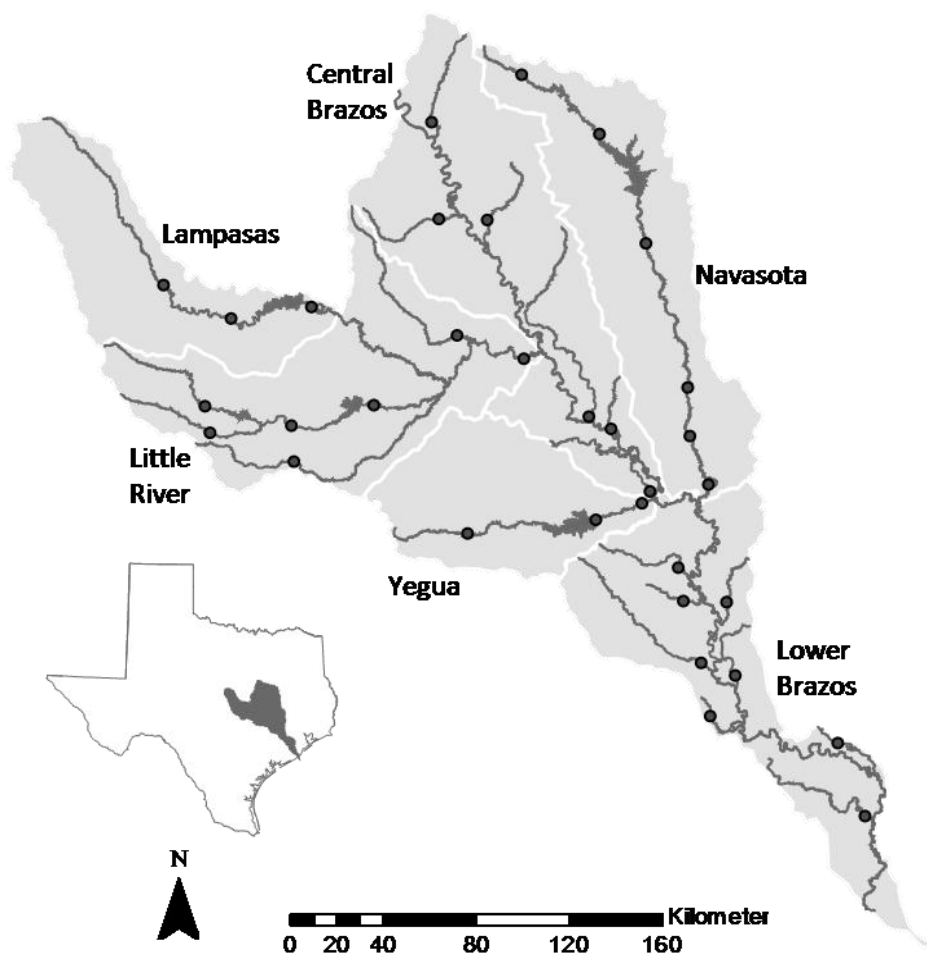 Central
Brazos
Lampasas
Navasota
Little
River
Yegua
Lower
Brazos
N
Kilometer
0 20 40 80 120 160